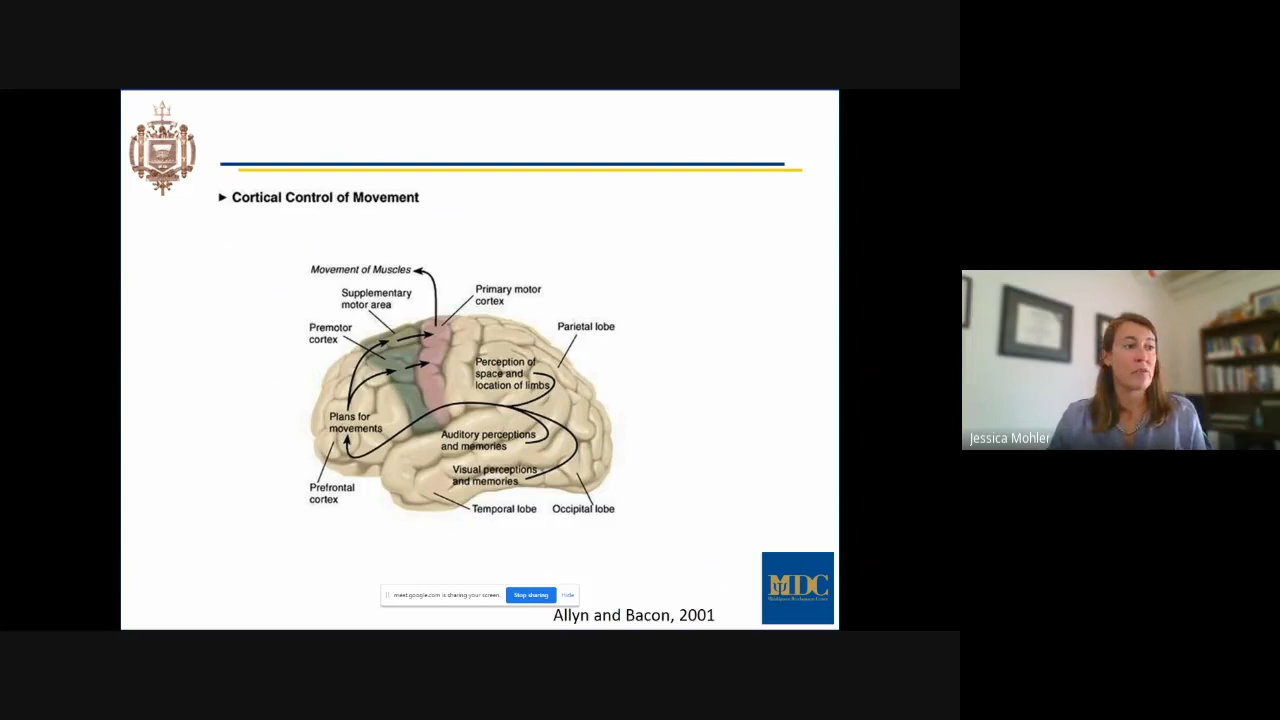 ► Cortical Control of Movement
Movement of Muscles
Supplementary
motor area
Primary motor
cortex
Premotor
cortex
Parietal lobe
Perception of
space and
location of limbs
Plans for
movements
Auditory perceptions
and memories
Visual perceptions
and memories
Prefrontal
cortex
Temporal lobe
Occipital lobe
meet.google.com is sharing your screen.
Stop sharing
Hide
Allyn and Bacon, 2001
MDC
Jessica Mohler